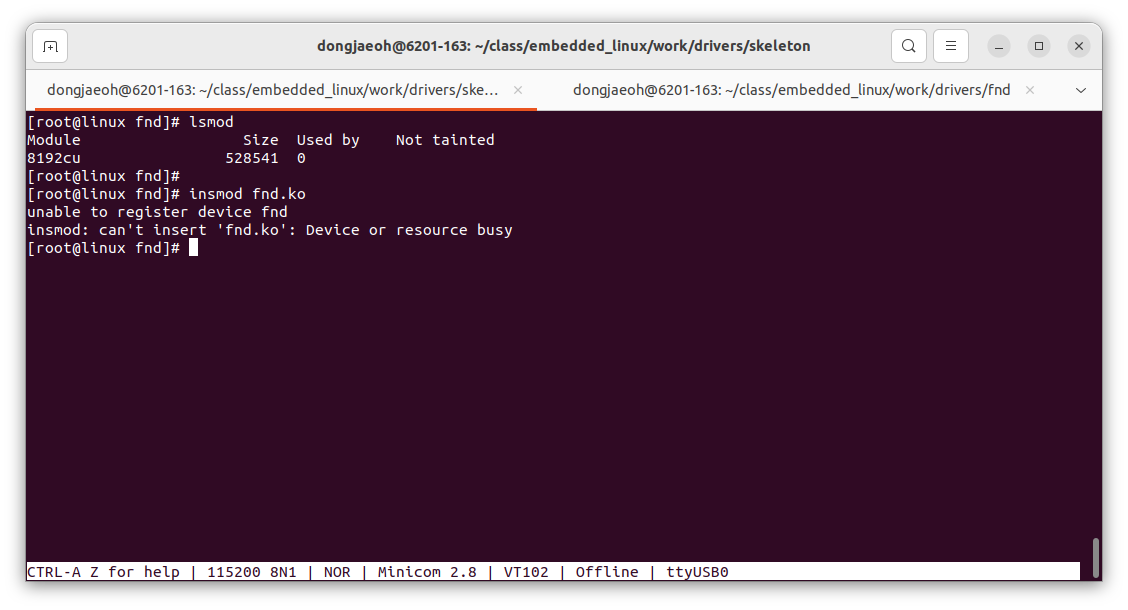 dongjaeoh@6201-163: ~/class/embedded_linux/work/drivers/skeleton
dongjaeoh@6201-163: ~/class/embedded_linux/work/drivers/ske...
dongjaeoh@6201-163: ~/class/embedded_linux/work/drivers/fnd
[root@linux fnd]# lsmod
Module                  Size  Used by    Not tainted
8192cu                528541  0
[root@linux fnd]#
[root@linux fnd]# insmod fnd.ko
unable to register device fnd
insmod: can't insert 'fnd.ko': Device or resource busy
[root@linux fnd]#
CTRL-A Z for help | 115200 8N1 | NOR | Minicom 2.8 | VT102 | Offline | ttyUSB0